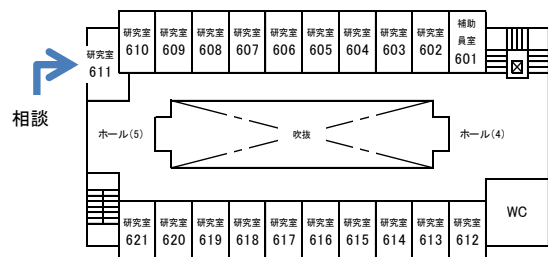 研究室
610
研究室
609
研究室
608
研究室
607
研究室
606
研究室
605
研究室
604
研究室
603
研究室
602
補助
員室
601
研究室
611
相談
ホール(5)
吹抜
ホール(4)
研究室
621
研究室
620
研究室
619
研究室
618
研究室
617
研究室
616
研究室
615
研究室
614
研究室
613
研究室
612
WC